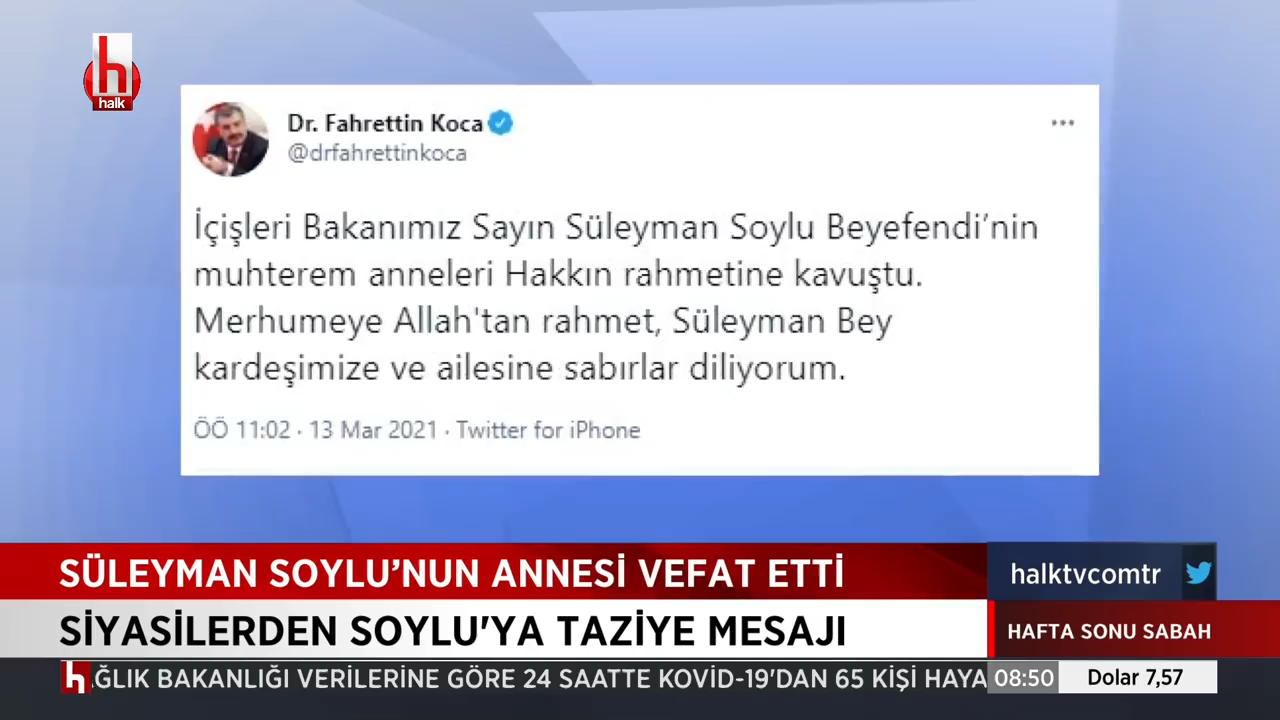 h
halk
Dr. Fahrettin Koca
@drfahrettinkoca
İçişleri Bakanımız Sayın Süleyman Soylu Beyefendi’nin
muhterem anneleri Hakkın rahmetine kavuştu.
Merhumeye Allah'tan rahmet, Süleyman Bey
kardeşimize ve ailesine sabırlar diliyorum.
ÖÖ 11:02 · 13 Mar 2021 · Twitter for iPhone
SÜLEYMAN SOYLU’NUN ANNESİ VEFAT ETTİ
halktvcomtr
SİYASİLERDEN SOYLU'YA TAZİYE MESAJI
HAFTA SONU SABAH
h
AĞLIK BAKANLIĞI VERİLERİNE GÖRE 24 SAATTE KOVİD-19'DAN 65 KİŞİ HAYA
08:50
Dolar 7,57